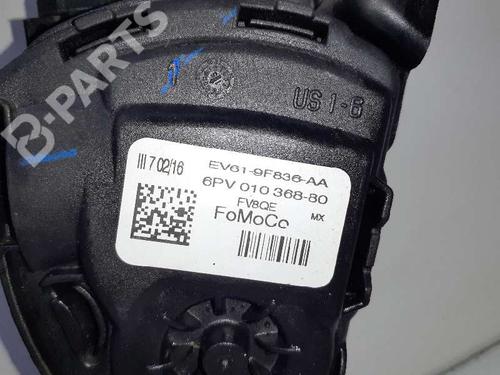 B-PARTS
US 1-6
III 7 02/16
EV61-9F836-AA
6PV 010 368-80
FV8QE
FoMoCo
MX